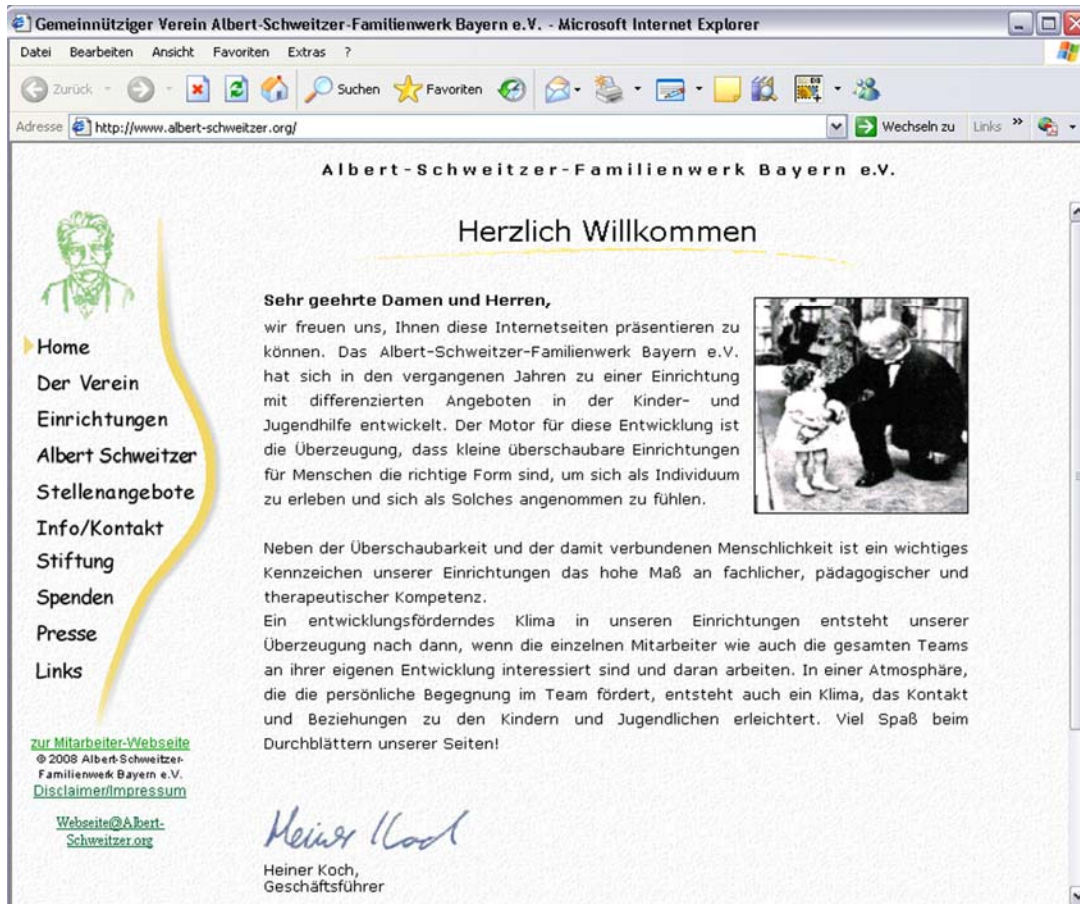 Gemeinnütziger Verein Albert-Schweitzer-Familienwerk Bayern e.V. - Microsoft Internet Explorer
Datei Bearbeiten Ansicht Favoriten Extras ?
Zurück Suchen Favoriten
Adresse http://www.albert-schweitzer.org/ Wechseln zu Links »
Albert-Schweitzer-Familienwerk Bayern e.V.
Herzlich Willkommen
Home
Der Verein
Einrichtungen
Albert Schweitzer
Stellenangebote
Info/Kontakt
Stiftung
Spenden
Presse
Links
zur Mitarbeiter-Webseite
© 2008 Albert-Schweitzer-
Familienwerk Bayern e.V.
Disclaimer/Impressum
Webseite@Albert-
Schweitzer.org
Sehr geehrte Damen und Herren,
wir freuen uns, Ihnen diese Internetseiten präsentieren zu
können. Das Albert-Schweitzer-Familienwerk Bayern e.V.
hat sich in den vergangenen Jahren zu einer Einrichtung
mit differenzierten Angeboten in der Kinder- und
Jugendhilfe entwickelt. Der Motor für diese Entwicklung ist
die Überzeugung, dass kleine überschaubare Einrichtungen
für Menschen die richtige Form sind, um sich als Individuum
zu erleben und sich als Solches angenommen zu fühlen.
Neben der Überschaubarkeit und der damit verbundenen Menschlichkeit ist ein wichtiges
Kennzeichen unserer Einrichtungen das hohe Maß an fachlicher, pädagogischer und
therapeutischer Kompetenz.
Ein entwicklungsförderndes Klima in unseren Einrichtungen entsteht unserer
Überzeugung nach dann, wenn die einzelnen Mitarbeiter wie auch die gesamten Teams
an ihrer eigenen Entwicklung interessiert sind und daran arbeiten. In einer Atmosphäre,
die die persönliche Begegnung im Team fördert, entsteht auch ein Klima, das Kontakt
und Beziehungen zu den Kindern und Jugendlichen erleichtert. Viel Spaß beim
Durchblättern unserer Seiten!
Heiner Koch
Heiner Koch,
Geschäftsführer